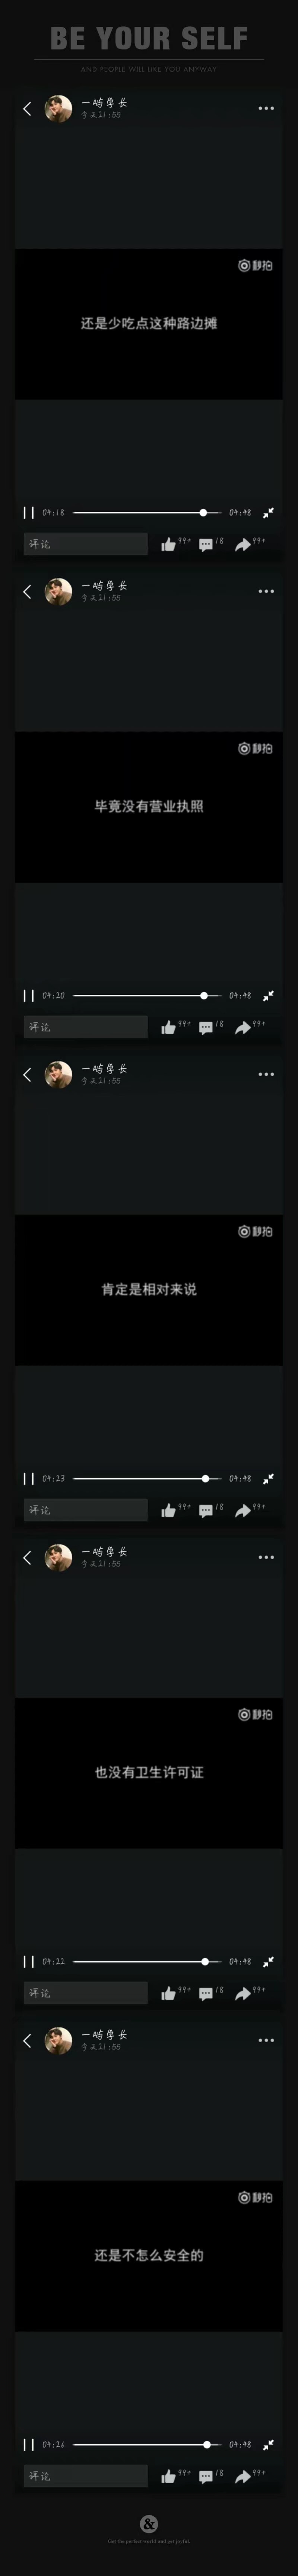 BE YOUR SELF
AND PEOPLE WILL LIKE YOU ANYWAY
一屿学长
今天21:55
秒拍
还是少吃点这种路边摊
04:18
04:48
评论
99+
18
99+
一屿学长
今天21:55
秒拍
毕竟没有营业执照
04:20
04:48
评论
99+
18
99+
一屿学长
今天21:55
秒拍
肯定是相对来说
04:23
04:48
评论
99+
18
99+
一屿学长
今天21:55
秒拍
也没有卫生许可证
04:22
04:48
评论
99+
18
99+
一屿学长
今天21:55
秒拍
还是不怎么安全的
04:26
04:48
评论
99+
18
99+
&
Get the perfect world and get joyful.